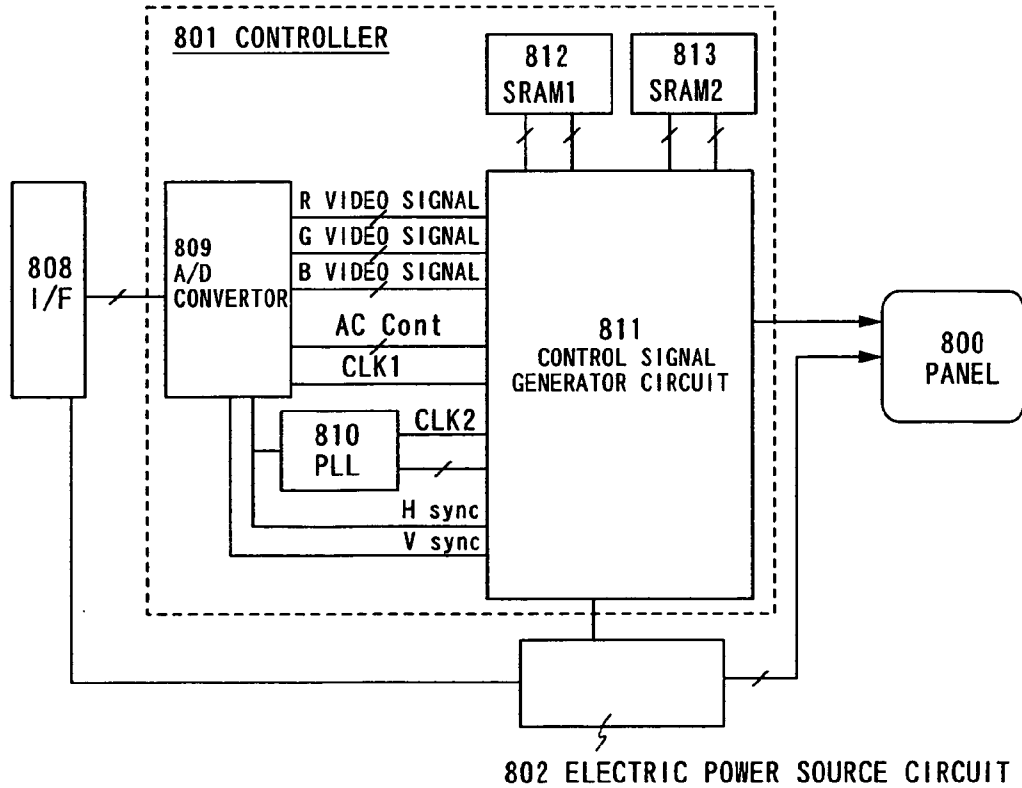 801 CONTROLLER
812
SRAM1
813
SRAM2
808
I/F
809
A/D
CONVERTOR
R VIDEO SIGNAL
G VIDEO SIGNAL
B VIDEO SIGNAL
AC Cont
CLK1
810
PLL
CLK2
H sync
V sync
811
CONTROL SIGNAL
GENERATOR CIRCUIT
800
PANEL
802 ELECTRIC POWER SOURCE CIRCUIT